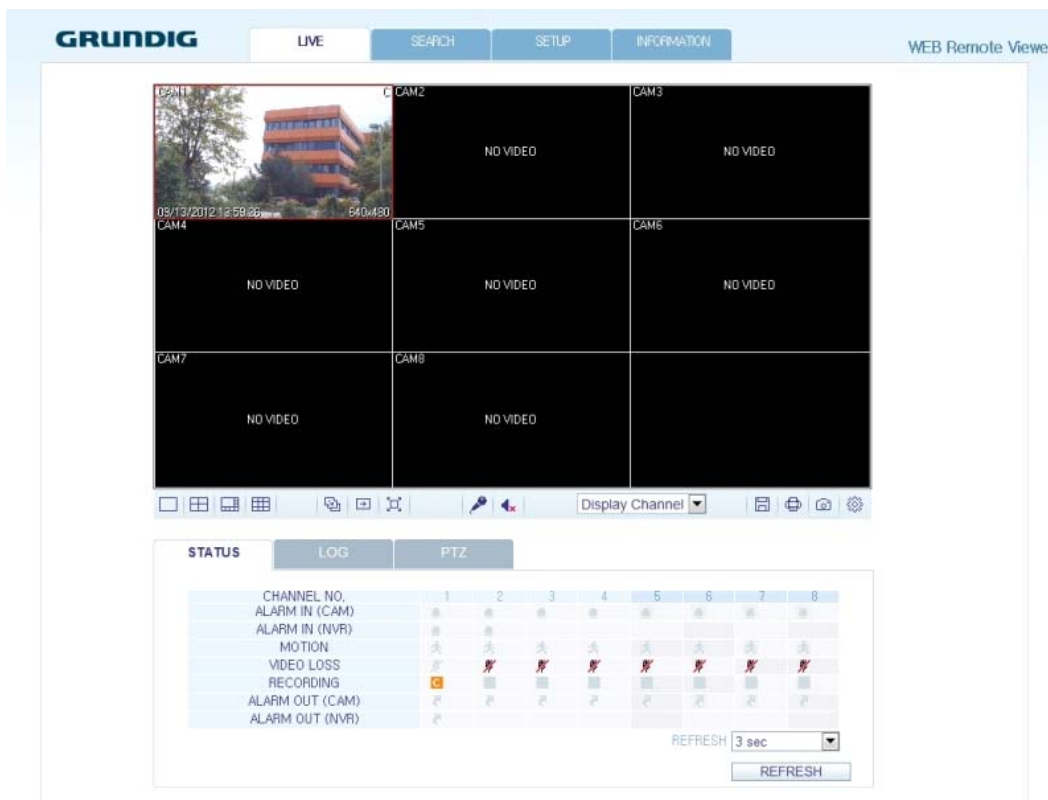 GRUNDIG
LIVE
SEARCH
SETUP
INFORMATION
WEB Remote Viewe
CAM1 C
09/13/2012 13:59:26 640x480
CAM2
NO VIDEO
CAM3
NO VIDEO
CAM4
NO VIDEO
CAM5
NO VIDEO
CAM6
NO VIDEO
CAM7
NO VIDEO
CAM8
NO VIDEO
Display Channel
STATUS
LOG
PTZ
CHANNEL NO. 1 2 3 4 5 6 7 8
ALARM IN (CAM)
ALARM IN (NVR)
MOTION
VIDEO LOSS
RECORDING C
ALARM OUT (CAM)
ALARM OUT (NVR)
REFRESH 3 sec
REFRESH